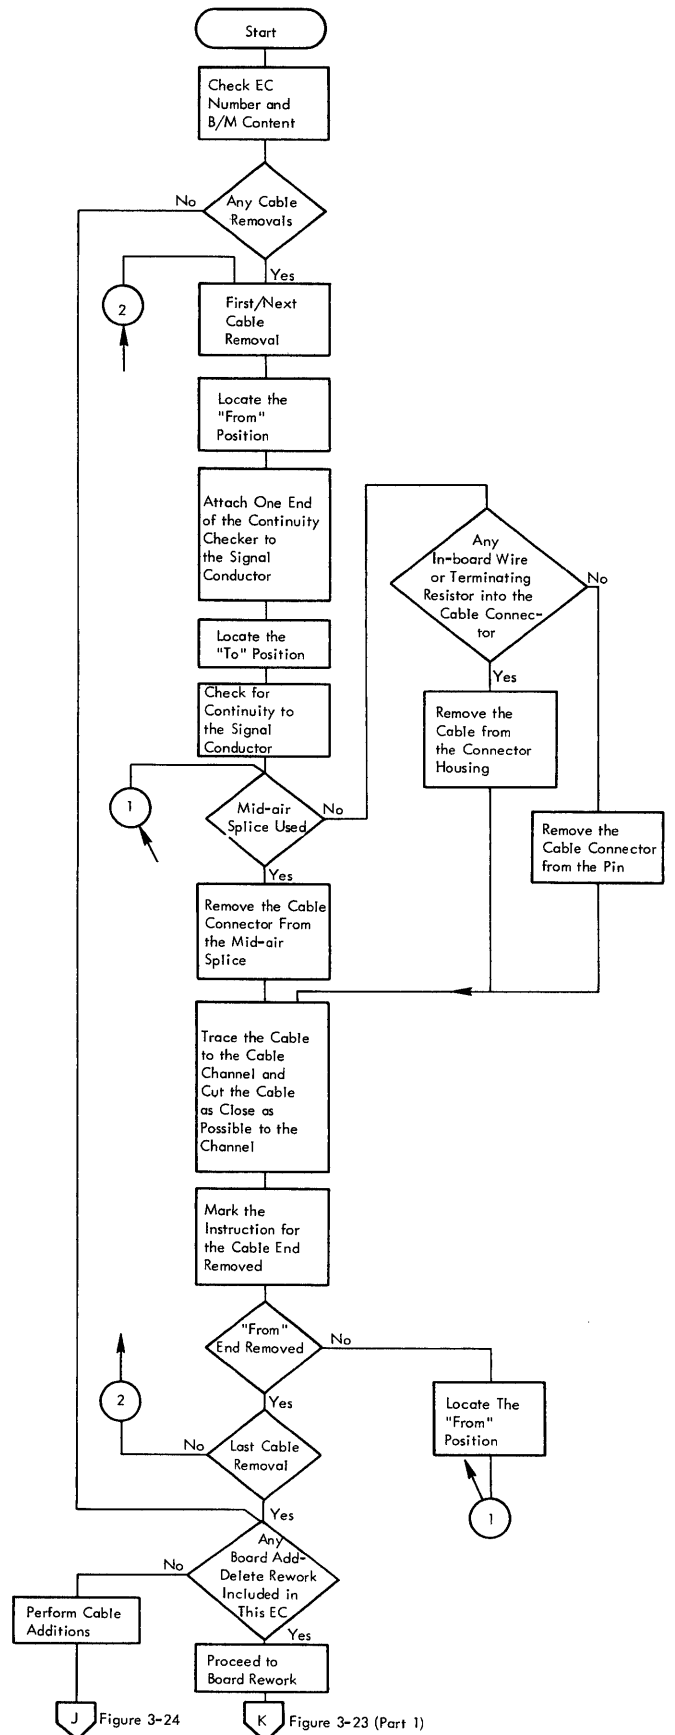 Start
Check EC
Number and
B/M Content
No
Any Cable
Removals
Yes
2
First/Next
Cable
Removal
Locate the
"From"
Position
Attach One End
of the Continuity
Checker to
the Signal
Conductor
Any
In-board Wire
or Terminating
Resistor into the
Cable Connec-
tor
No
Yes
Locate the
"To" Position
Check for
Continuity to
the Signal
Conductor
Remove the
Cable from
the Connector
Housing
1
Mid-air
Splice Used
No
Yes
Remove the
Cable Connector
from the Pin
Remove the Cable
Connector From
the Mid-air
Splice
Trace the Cable
to the Cable
Channel and
Cut the Cable
as Close as
Possible to the
Channel
Mark the
Instruction for
the Cable End
Removed
"From"
End Removed
No
Yes
2
Locate The
"From"
Position
No
Last Cable
Removal
Yes
1
Any
Board Add-
Delete Rework
Included in
This EC
No
Yes
Perform Cable
Additions
Proceed to
Board Rework
J Figure 3-24
K Figure 3-23 (Part 1)